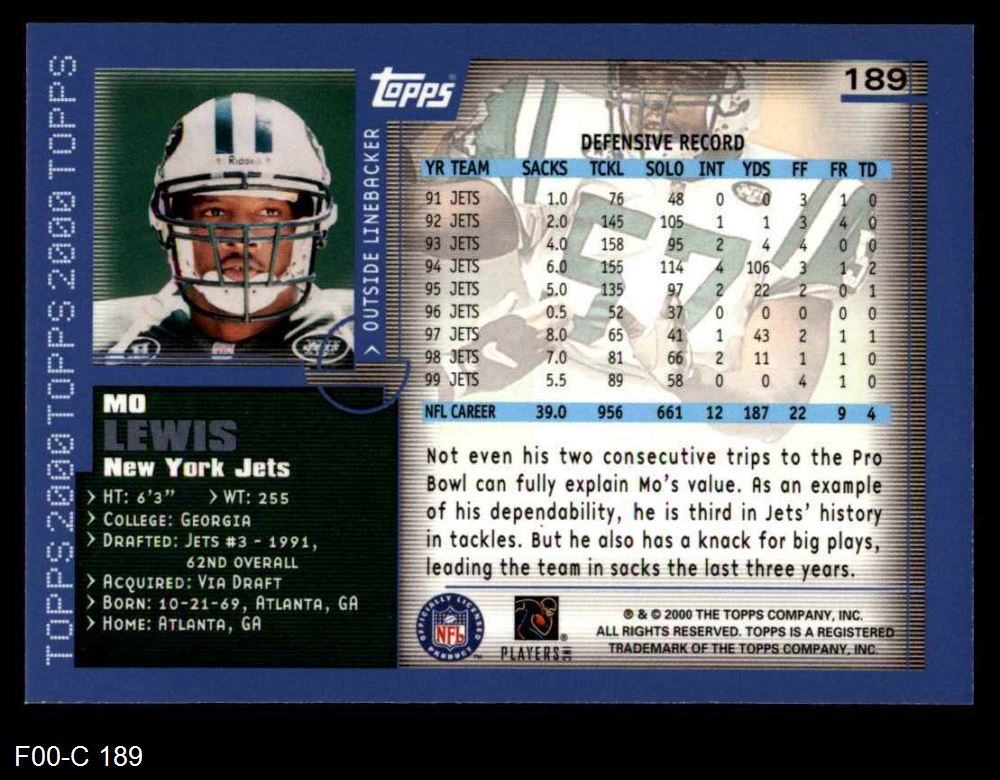 TOPPS 2000 TOPPS 2000 TOPPS 2000 TOPPS
Riddell
OUTSIDE LINEBACKER
TOPPS
189
57
DEFENSIVE RECORD
YR TEAM SACKS TCKL SOLO INT YDS FF FR TD
91 JETS 1.0 76 48 0 0 3 1 0
92 JETS 2.0 145 105 1 1 3 4 0
93 JETS 4.0 158 95 2 4 4 0 0
94 JETS 6.0 155 114 4 106 3 1 2
95 JETS 5.0 135 97 2 22 2 0 1
96 JETS 0.5 52 37 0 0 0 0 0
97 JETS 8.0 65 41 1 43 2 1 1
98 JETS 7.0 81 66 2 11 1 1 0
99 JETS 5.5 89 58 0 0 4 1 0
NFL CAREER 39.0 956 661 12 187 22 9 4
MO
LEWIS
New York Jets
> HT: 6'3" > WT: 255
> COLLEGE: GEORGIA
> DRAFTED: JETS #3 - 1991,
62ND OVERALL
> ACQUIRED: VIA DRAFT
> BORN: 10-21-69, ATLANTA, GA
> HOME: ATLANTA, GA
Not even his two consecutive trips to the Pro
Bowl can fully explain Mo's value. As an example
of his dependability, he is third in Jets' history
in tackles. But he also has a knack for big plays,
leading the team in sacks the last three years.
OFFICIALLY LICENSED
NFL
PRODUCT
PLAYERS INC
® & © 2000 THE TOPPS COMPANY, INC.
ALL RIGHTS RESERVED. TOPPS IS A REGISTERED
TRADEMARK OF THE TOPPS COMPANY, INC.
F00-C 189